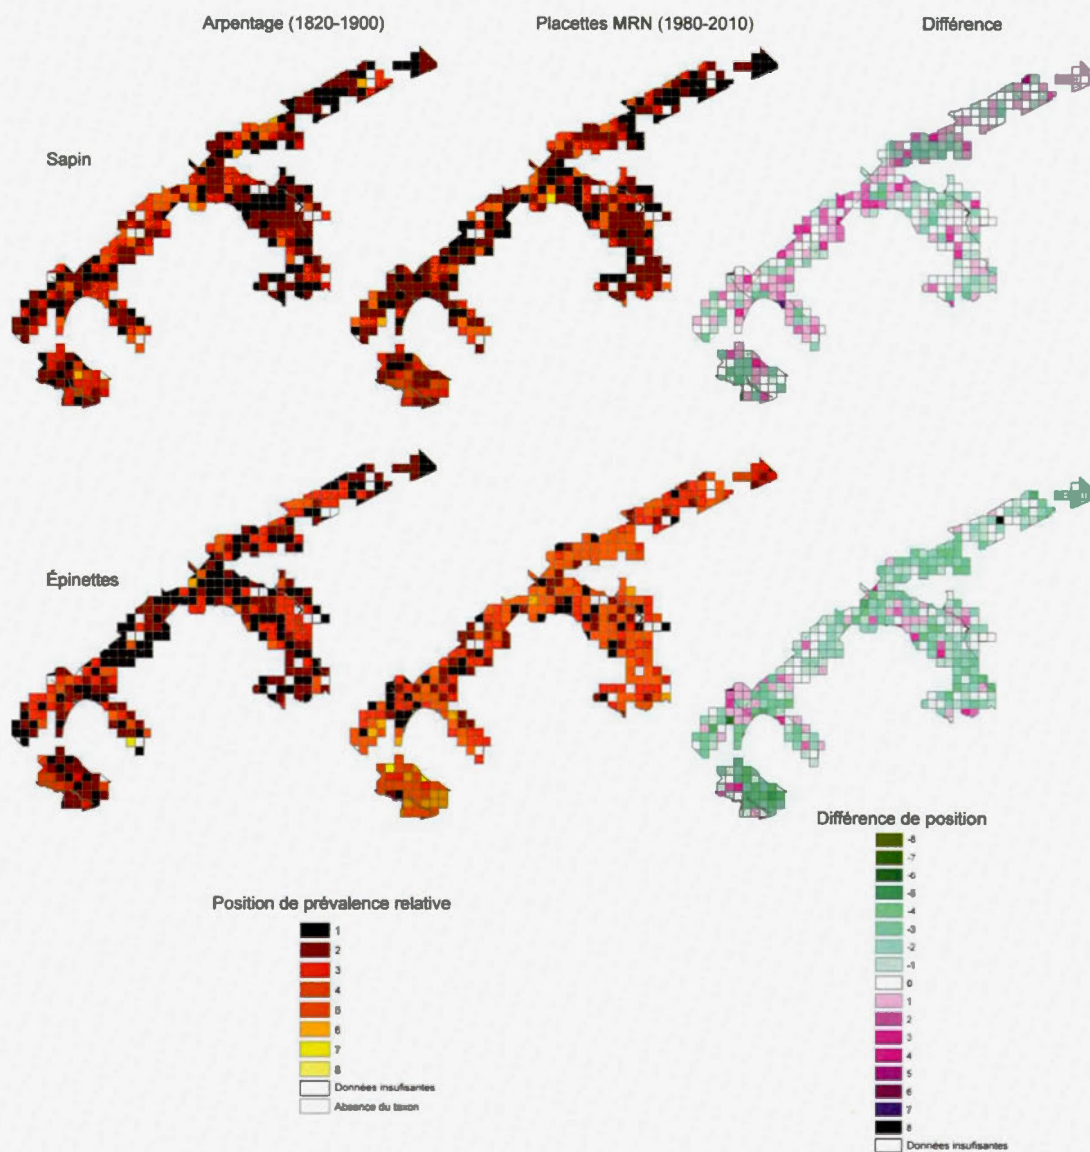 Arpentage (1820-1900)
Placettes MRN (1980-2010)
Différence
Sapin
Épinettes
Différence de position
-8
-7
-6
-5
-4
-3
-2
-1
0
1
2
3
4
5
6
7
8
Données insufisantes
Position de prévalence relative
1
2
3
4
5
6
7
8
Données insufisantes
Absence du taxon